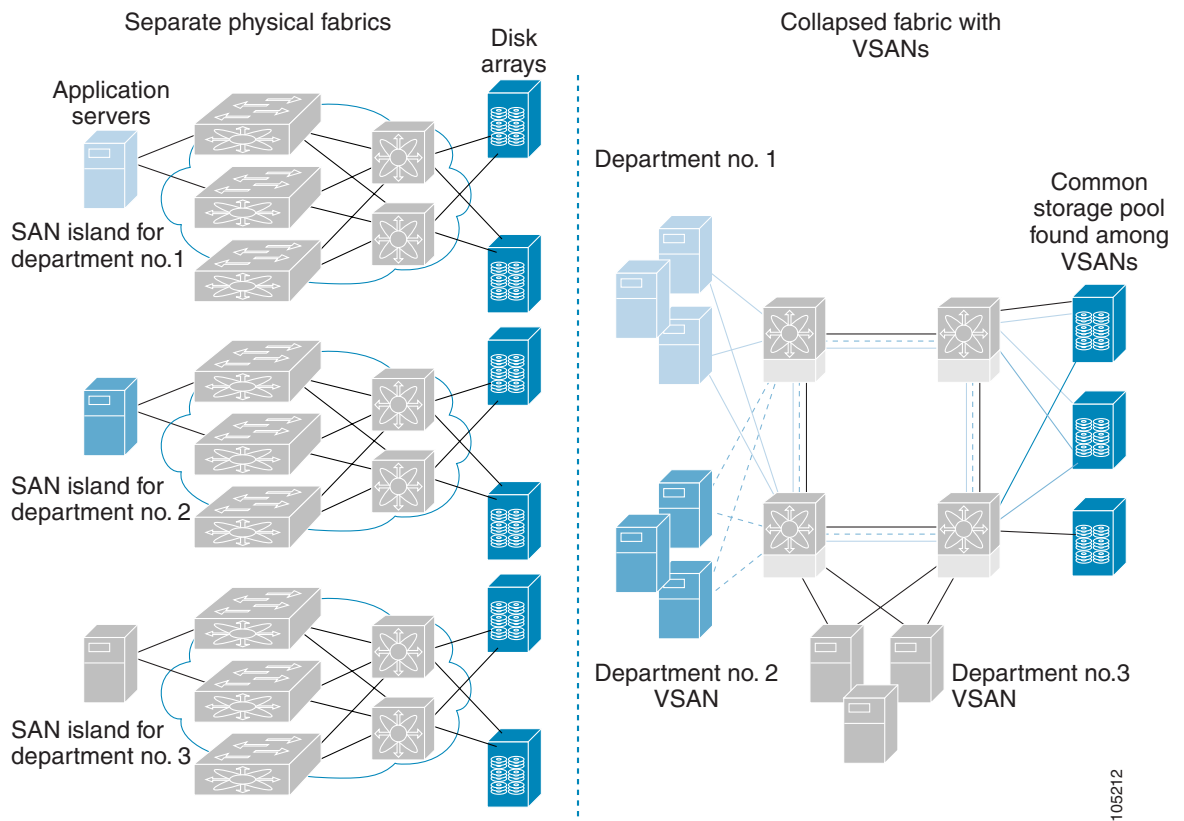 Separate physical fabrics
Disk
arrays
Application
servers
SAN island for
department no.1
SAN island for
department no. 2
SAN island for
department no. 3
Collapsed fabric with
VSANs
Department no. 1
Common
storage pool
found among
VSANs
Department no. 2
VSAN
Department no.3
VSAN
105212